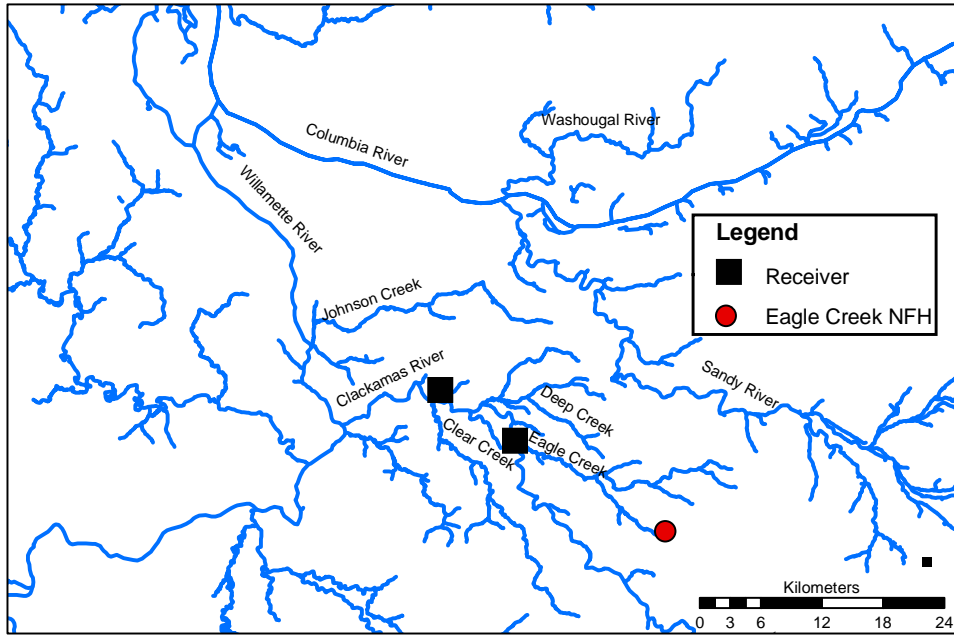 Columbia River
Washougal River
Willamette River
Legend
Receiver
Eagle Creek NFH
Johnson Creek
Clackamas River
Sandy River
Deep Creek
Clear Creek
Eagle Creek
Kilometers
0 3 6 12 18 24